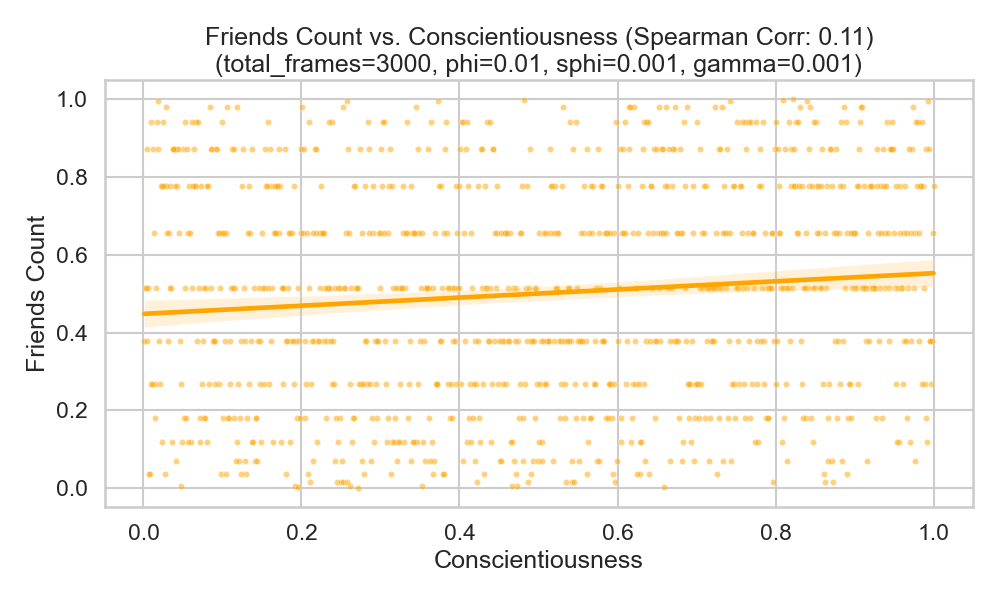 Friends Count vs. Conscientiousness (Spearman Corr: 0.11)
(total_frames=3000, phi=0.01, sphi=0.001, gamma=0.001)
1.0
0.8
0.6
0.4
0.2
0.0
Friends Count
0.0 0.2 0.4 0.6 0.8 1.0
Conscientiousness